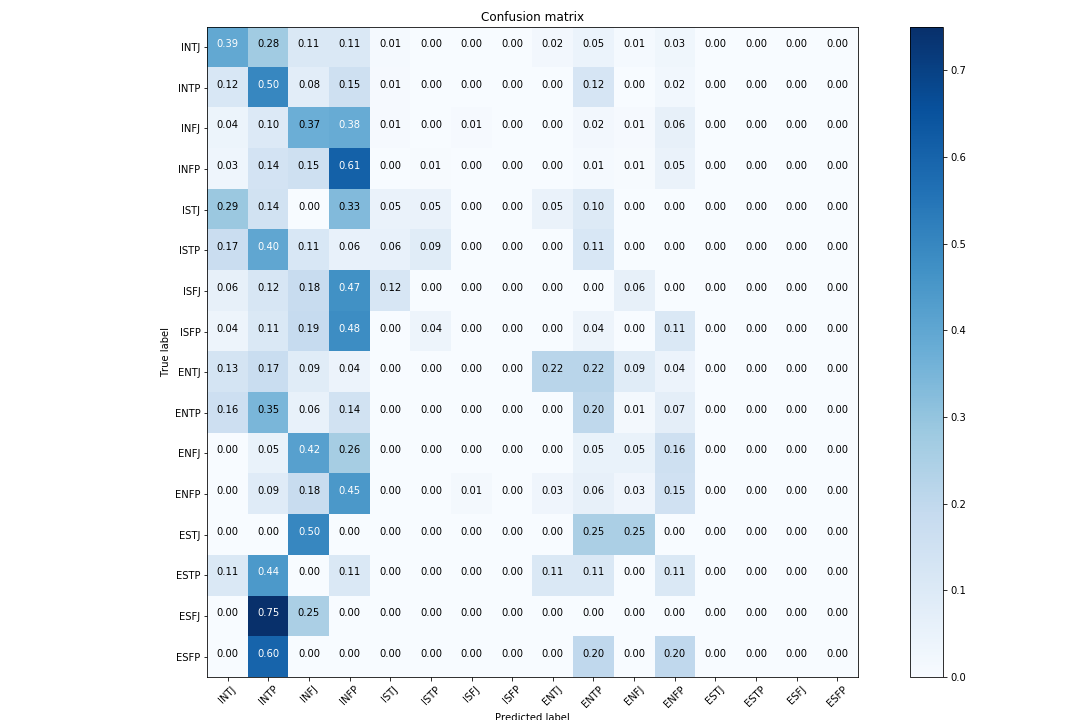 Confusion matrix
INTJ 0.39 0.28 0.11 0.11 0.01 0.00 0.00 0.00 0.02 0.05 0.01 0.03 0.00 0.00 0.00 0.00
INTP 0.12 0.50 0.08 0.15 0.01 0.00 0.00 0.00 0.00 0.12 0.00 0.02 0.00 0.00 0.00 0.00
INFJ 0.04 0.10 0.37 0.38 0.01 0.00 0.01 0.00 0.00 0.02 0.01 0.06 0.00 0.00 0.00 0.00
INFP 0.03 0.14 0.15 0.61 0.00 0.01 0.00 0.00 0.00 0.01 0.01 0.05 0.00 0.00 0.00 0.00
ISTJ 0.29 0.14 0.00 0.33 0.05 0.05 0.00 0.00 0.05 0.10 0.00 0.00 0.00 0.00 0.00 0.00
ISTP 0.17 0.40 0.11 0.06 0.06 0.09 0.00 0.00 0.00 0.11 0.00 0.00 0.00 0.00 0.00 0.00
ISFJ 0.06 0.12 0.18 0.47 0.12 0.00 0.00 0.00 0.00 0.00 0.06 0.00 0.00 0.00 0.00 0.00
ISFP 0.04 0.11 0.19 0.48 0.00 0.04 0.00 0.00 0.00 0.04 0.00 0.11 0.00 0.00 0.00 0.00
ENTJ 0.13 0.17 0.09 0.04 0.00 0.00 0.00 0.00 0.22 0.22 0.09 0.04 0.00 0.00 0.00 0.00
ENTP 0.16 0.35 0.06 0.14 0.00 0.00 0.00 0.00 0.00 0.20 0.01 0.07 0.00 0.00 0.00 0.00
ENFJ 0.00 0.05 0.42 0.26 0.00 0.00 0.00 0.00 0.00 0.05 0.05 0.16 0.00 0.00 0.00 0.00
ENFP 0.00 0.09 0.18 0.45 0.00 0.00 0.01 0.00 0.03 0.06 0.03 0.15 0.00 0.00 0.00 0.00
ESTJ 0.00 0.00 0.50 0.00 0.00 0.00 0.00 0.00 0.00 0.25 0.25 0.00 0.00 0.00 0.00 0.00
ESTP 0.11 0.44 0.00 0.11 0.00 0.00 0.00 0.00 0.11 0.11 0.00 0.11 0.00 0.00 0.00 0.00
ESFJ 0.00 0.75 0.25 0.00 0.00 0.00 0.00 0.00 0.00 0.00 0.00 0.00 0.00 0.00 0.00 0.00
ESFP 0.00 0.60 0.00 0.00 0.00 0.00 0.00 0.00 0.00 0.20 0.00 0.20 0.00 0.00 0.00 0.00
True label
INTJ INTP INFJ INFP ISTJ ISTP ISFJ ISFP ENTJ ENTP ENFJ ENFP ESTJ ESTP ESFJ ESFP
Predicted label
0.7
0.6
0.5
0.4
0.3
0.2
0.1
0.0